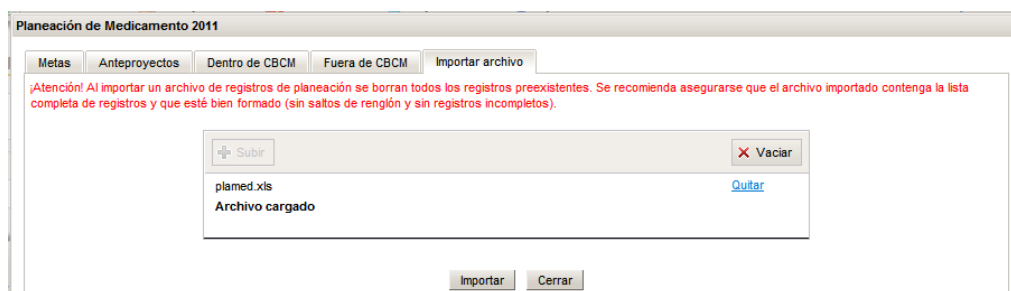 Planeación de Medicamento 2011
Metas Anteproyectos Dentro de CBCM Fuera de CBCM Importar archivo
¡Atención! Al importar un archivo de registros de planeación se borran todos los registros preexistentes. Se recomienda asegurarse que el archivo importado contenga la lista
completa de registros y que esté bien formado (sin saltos de renglón y sin registros incompletos).
Subir Vaciar
plamed.xls Quitar
Archivo cargado
Importar Cerrar